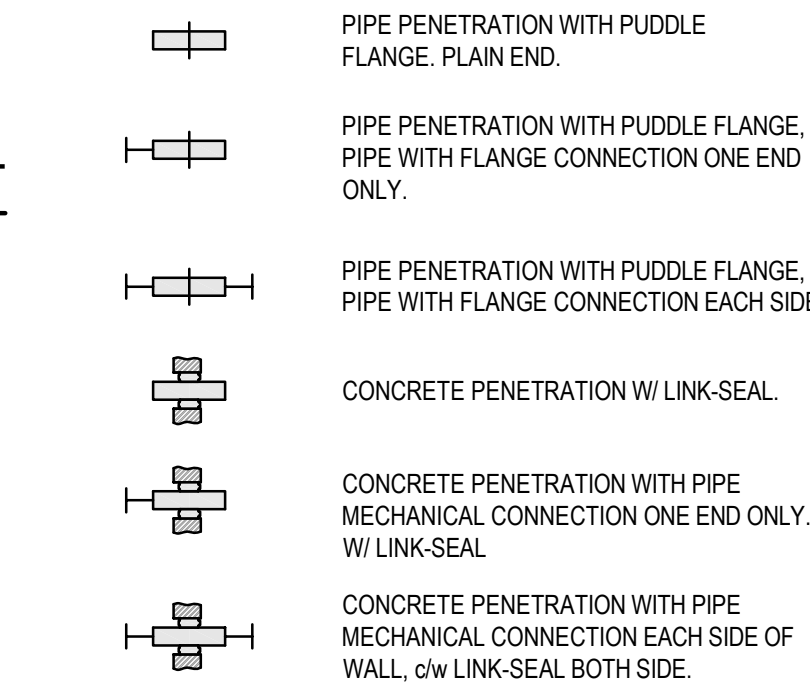 PIPE PENETRATION WITH PUDDLE
FLANGE. PLAIN END.
PIPE PENETRATION WITH PUDDLE FLANGE,
PIPE WITH FLANGE CONNECTION ONE END
ONLY.
PIPE PENETRATION WITH PUDDLE FLANGE,
PIPE WITH FLANGE CONNECTION EACH SIDE
CONCRETE PENETRATION W/ LINK-SEAL.
CONCRETE PENETRATION WITH PIPE
MECHANICAL CONNECTION ONE END ONLY.
W/ LINK-SEAL
CONCRETE PENETRATION WITH PIPE
MECHANICAL CONNECTION EACH SIDE OF
WALL, c/w LINK-SEAL BOTH SIDE.